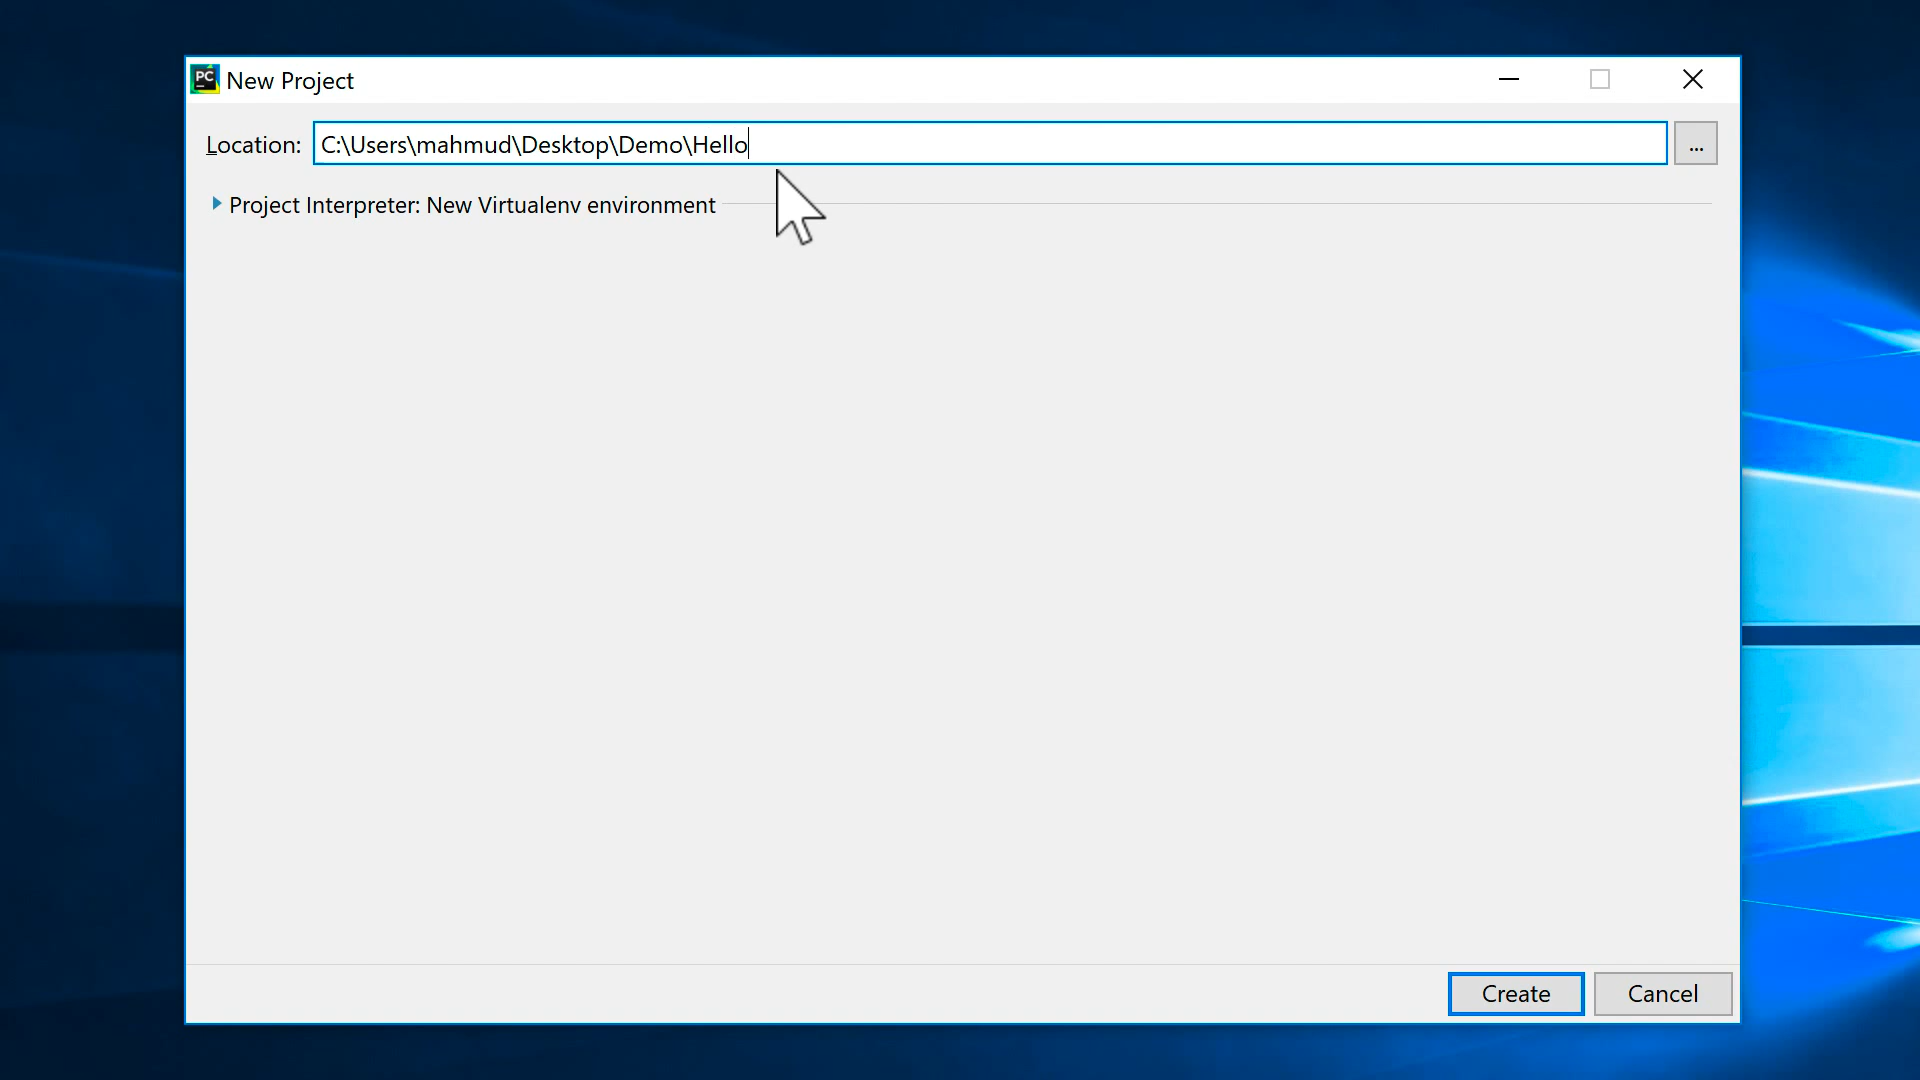 PC New Project
Location: C:\Users\mahmud\Desktop\Demo\Hello ...
Project Interpreter: New Virtualenv environment
Create Cancel